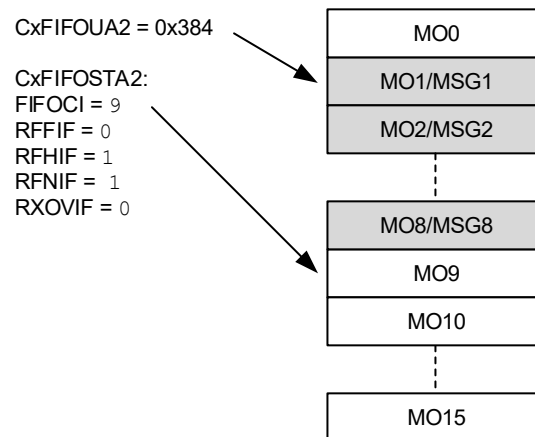 CxFIFOUA2 = 0x384
CxFIFOSTA2:
FIFOCI = 9
RFFIF = 0
RFHIF = 1
RFNIF = 1
RXOVIF = 0
MO0
MO1/MSG1
MO2/MSG2
MO8/MSG8
MO9
MO10
MO15